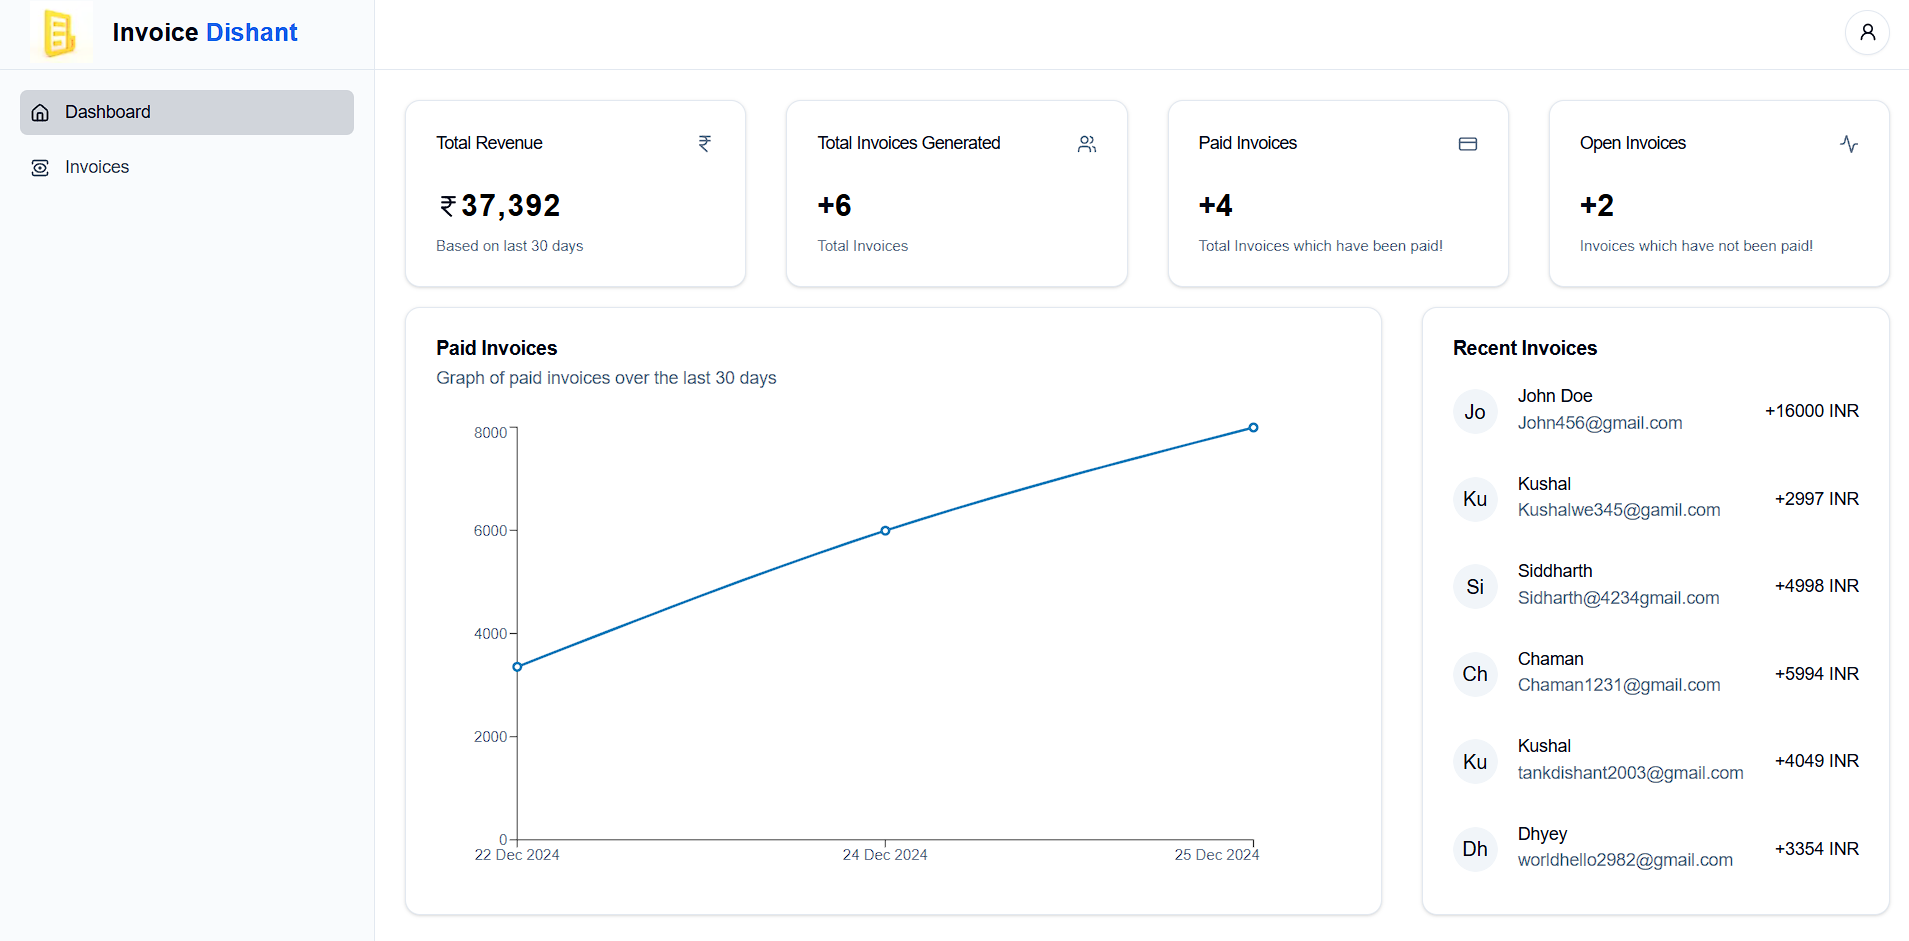 Invoice Dishant
Dashboard
Invoices
Total Revenue
₹37,392
Based on last 30 days
Total Invoices Generated
+6
Total Invoices
Paid Invoices
+4
Total Invoices which have been paid!
Open Invoices
+2
Invoices which have not been paid!
Paid Invoices
Graph of paid invoices over the last 30 days
8000
6000
4000
2000
0
22 Dec 2024
24 Dec 2024
25 Dec 2024
Recent Invoices
Jo
John Doe
John456@gmail.com
+16000 INR
Ku
Kushal
Kushalwe345@gamil.com
+2997 INR
Si
Siddharth
Sidharth@4234gmail.com
+4998 INR
Ch
Chaman
Chaman1231@gmail.com
+5994 INR
Ku
Kushal
tankdishant2003@gmail.com
+4049 INR
Dh
Dhyey
worldhello2982@gmail.com
+3354 INR